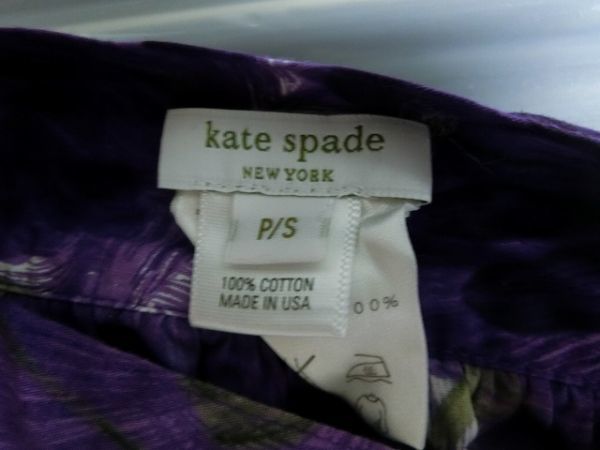 kate spade
NEW YORK
P/S
100% COTTON
MADE IN USA
00%